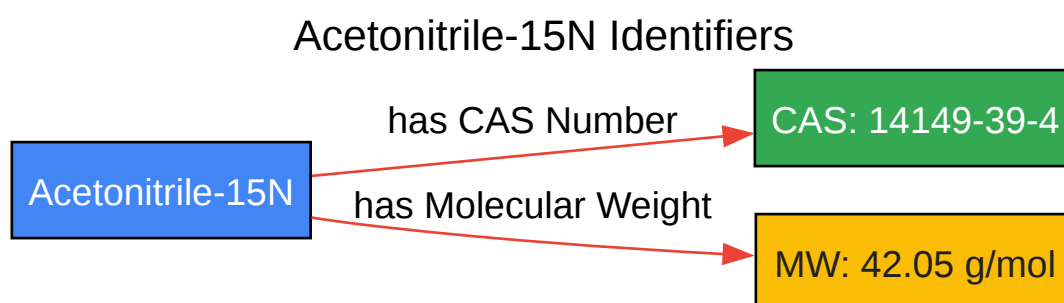 Acetonitrile-15N Identifiers
has CAS Number
CAS: 14149-39-4
Acetonitrile-15N
has Molecular Weight
MW: 42.05 g/mol